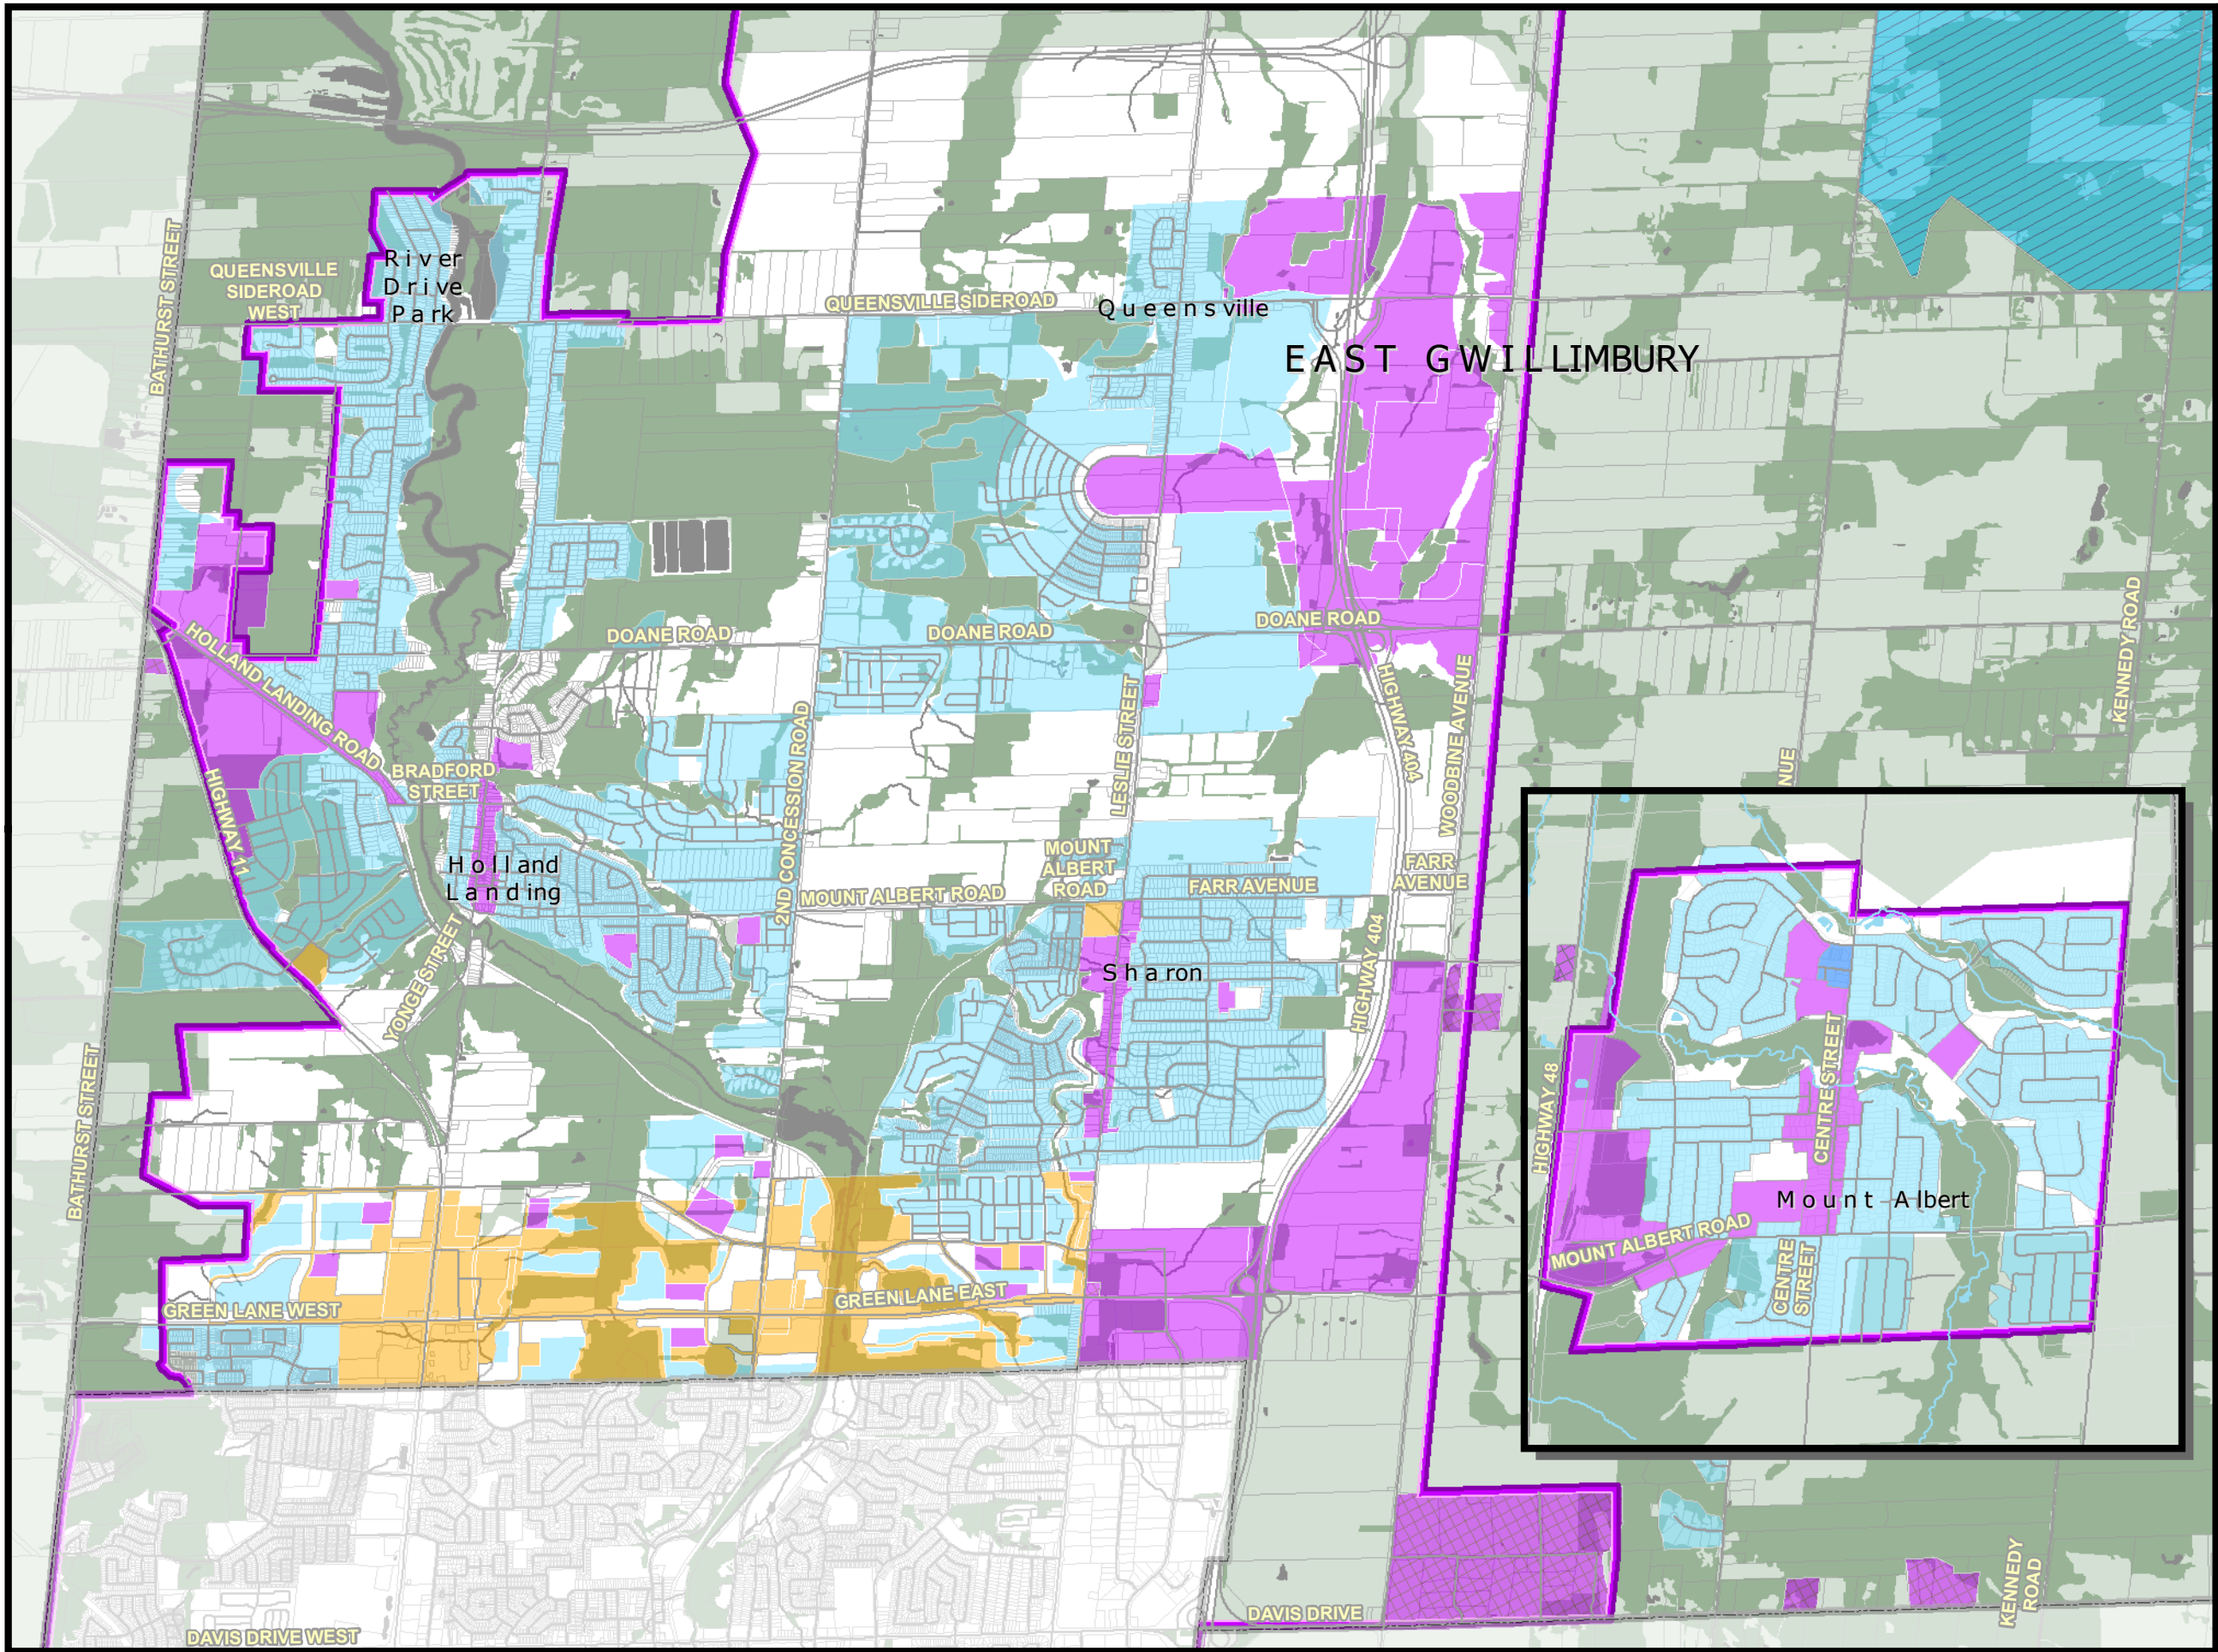 BATHURST STREET
QUEENSVILLE
SIDEROAD
WEST
River
Drive
Park
QUEENSVILLE SIDEROAD
Queensville
EAST GWILLIMBURY
HOLLAND LANDING ROAD
DOANE ROAD
DOANE ROAD
DOANE ROAD
HIGHWAY 404
WOODBINE AVENUE
KENNEDY ROAD
LESLIE STREET
2ND CONCESSION ROAD
HIGHWAY 11
BRADFORD
STREET
Holland
Landing
MOUNT ALBERT ROAD
MOUNT
ALBERT
ROAD
FARR AVENUE
FARR
AVENUE
NUE
YONGE STREET
Sharon
HIGHWAY 404
BATHURST STREET
GREEN LANE WEST
GREEN LANE EAST
HIGHWAY 48
CENTRE STREET
Mount Albert
MOUNT ALBERT ROAD
CENTRE
STREET
DAVIS DRIVE WEST
DAVIS DRIVE
KENNEDY
ROAD